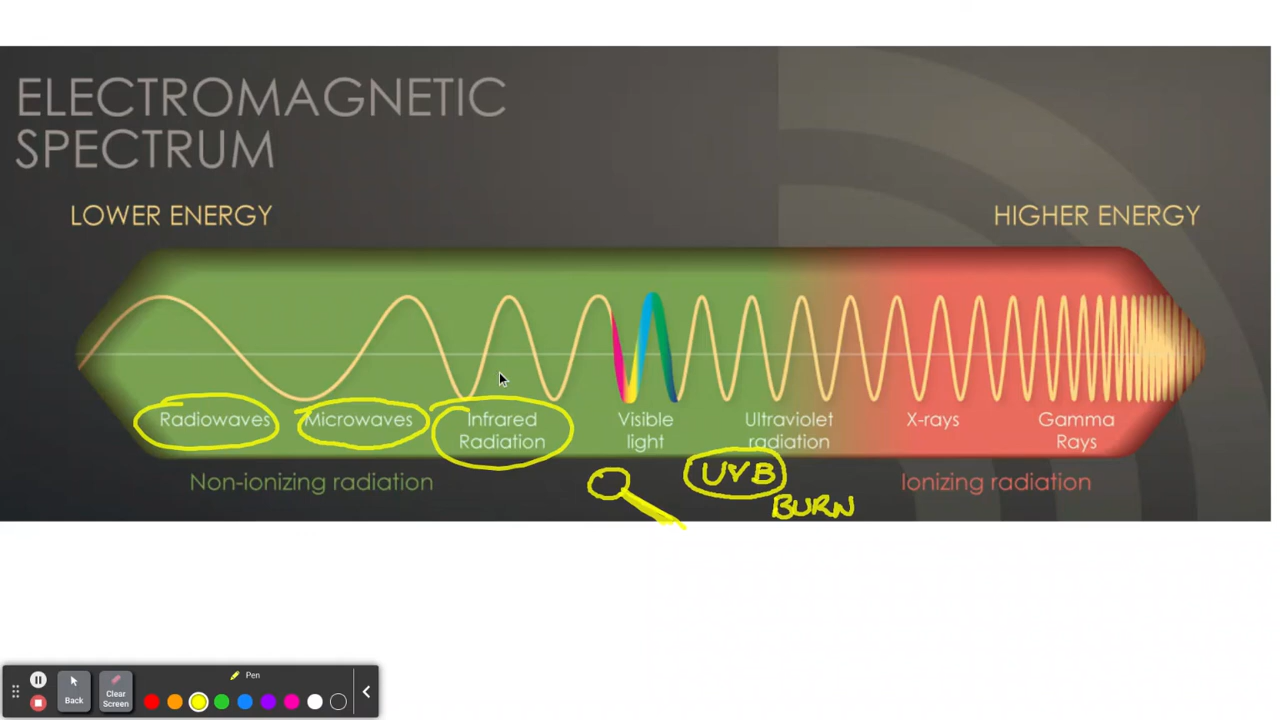 ELECTROMAGNETIC
SPECTRUM
LOWER ENERGY
HIGHER ENERGY
Radiowaves
Microwaves
Infrared
Radiation
Visible
light
Ultraviolet
radiation
X-rays
Gamma
Rays
Non-ionizing radiation
UVB
BURN
Ionizing radiation
Pen
Back
Clear
Screen